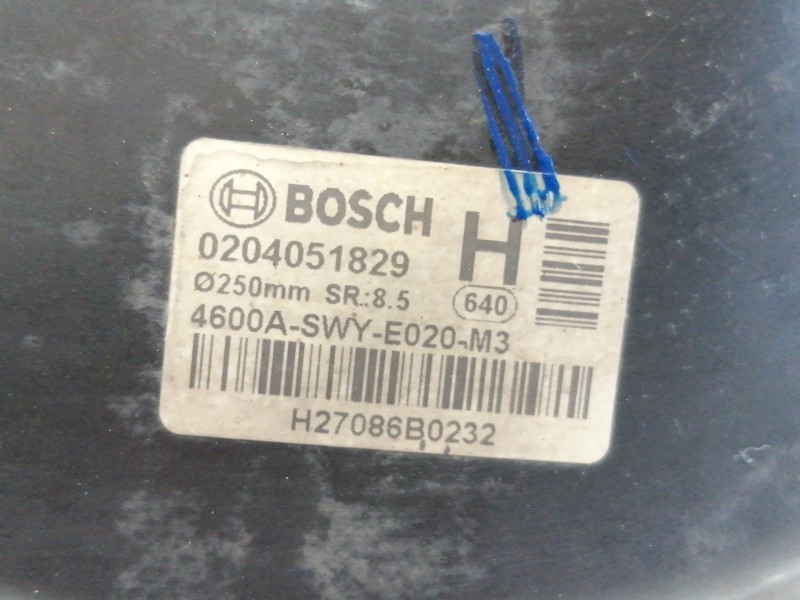 BOSCH H
0204051829
Ø250mm SR.:8.5 640
4600A-SWY-E020-M3
H27086B0232